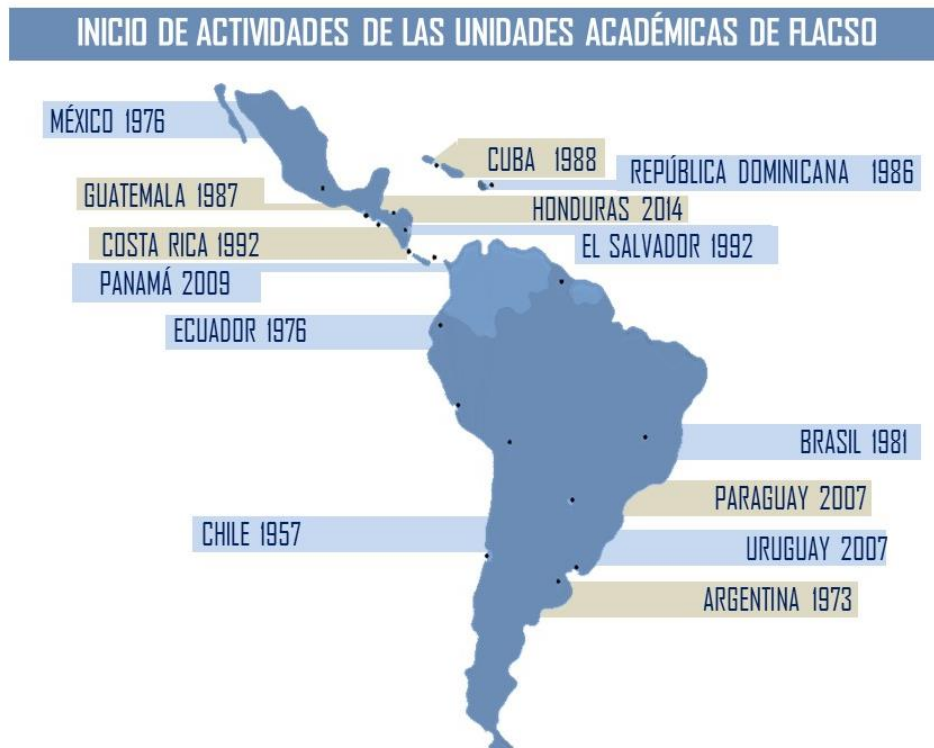 INICIO DE ACTIVIDADES DE LAS UNIDADES ACADÉMICAS DE FLACSO
MÉXICO 1976
CUBA 1988
REPÚBLICA DOMINICANA 1986
GUATEMALA 1987
HONDURAS 2014
COSTA RICA 1992
EL SALVADOR 1992
PANAMÁ 2009
ECUADOR 1976
BRASIL 1981
PARAGUAY 2007
CHILE 1957
URUGUAY 2007
ARGENTINA 1973